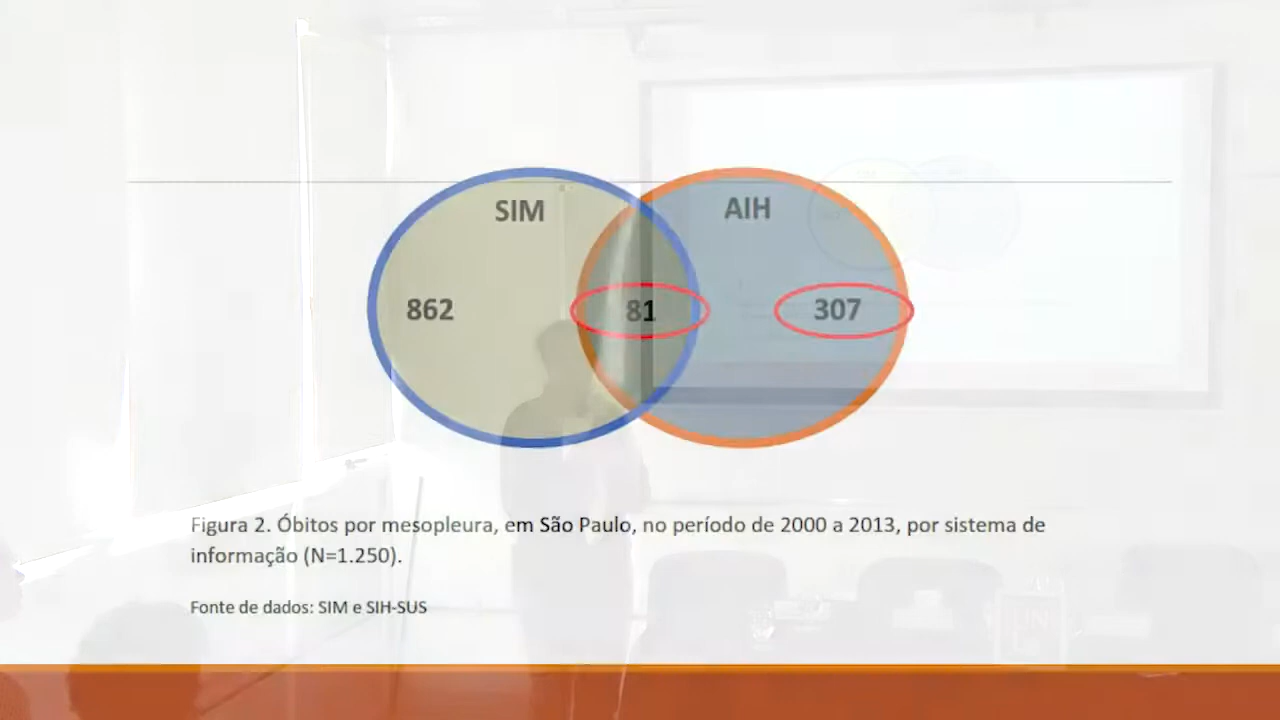 SIM
AIH
862
81
307
Figura 2. Óbitos por mesopleura, em São Paulo, no período de 2000 a 2013, por sistema de
informação (N=1.250).
Fonte de dados: SIM e SIH-SUS